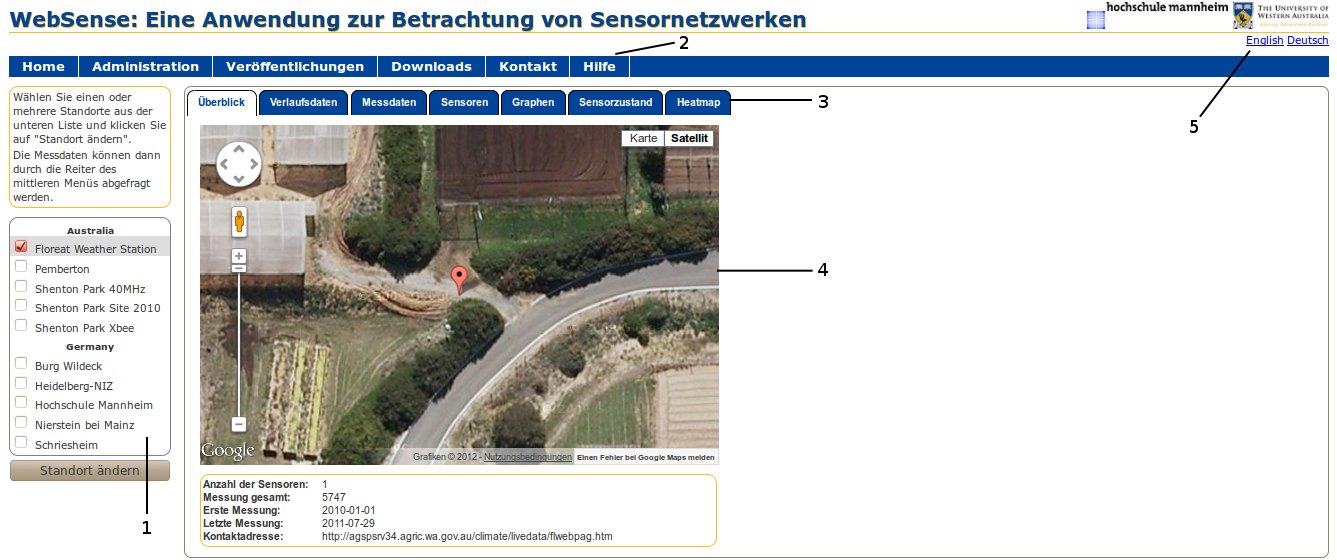 WebSense: Eine Anwendung zur Betrachtung von Sensornetzwerken
hochschule mannheim
THE UNIVERSITY OF
WESTERN AUSTRALIA
English Deutsch
2
Home Administration Veröffentlichungen Downloads Kontakt Hilfe
5
Wählen Sie einen oder
mehrere Standorte aus der
unteren Liste und klicken Sie
auf "Standort ändern".
Die Messdaten können dann
durch die Reiter des
mittleren Menüs abgefragt
werden.
Australia
Floreat Weather Station
Pemberton
Shenton Park 40MHz
Shenton Park Site 2010
Shenton Park Xbee
Germany
Burg Wildeck
Heidelberg-NIZ
Hochschule Mannheim
Nierstein bei Mainz
Schriesheim
Standort ändern
1
Überblick Verlaufsdaten Messdaten Sensoren Graphen Sensorzustand Heatmap
3
Karte Satellit
4
Google
Grafiken © 2012 - Nutzungsbedingungen Einen Fehler bei Google Maps melden
Anzahl der Sensoren: 1
Messung gesamt: 5747
Erste Messung: 2010-01-01
Letzte Messung: 2011-07-29
Kontaktadresse: http://agspsrv34.agric.wa.gov.au/climate/livedata/flwebpag.htm